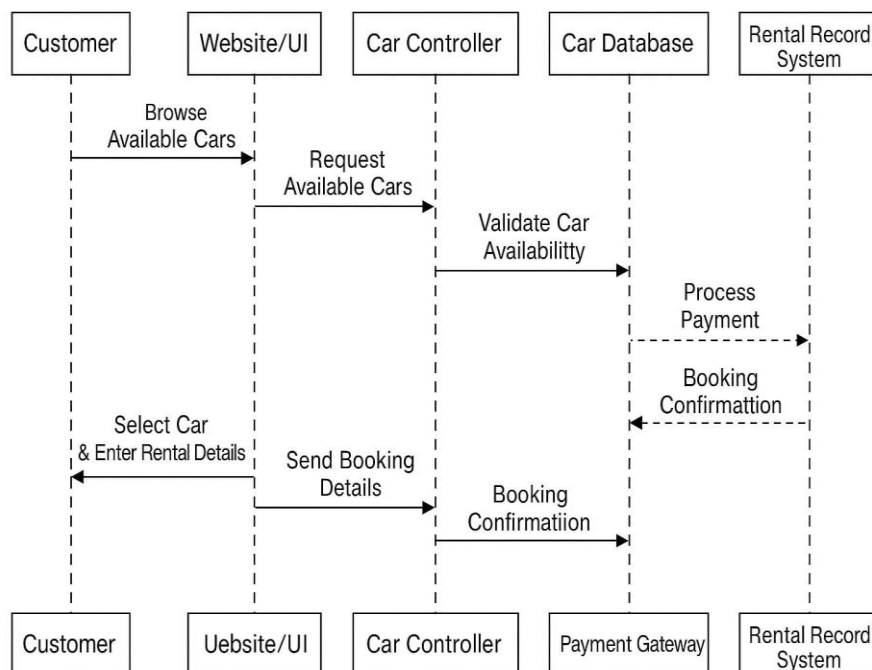 Customer
Website/UI
Car Controller
Car Database
Rental Record
System
Browse
Available Cars
Request
Available Cars
Validate Car
Availabilitty
Process
Payment
Booking
Confirmattion
Select Car
& Enter Rental Details
Send Booking
Details
Booking
Confirmatiion
Customer
Uebsite/UI
Car Controller
Payment Gateway
Rental Record
System